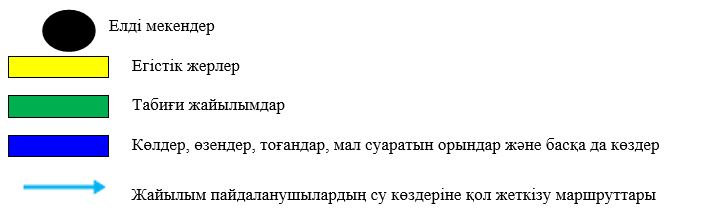 Елді мекендер
Егістік жерлер
Табиғи жайылымдар
Көлдер, өзендер, тоғандар, мал суаратын орындар және басқа да көздер
Жайылым пайдаланушылардың су көздеріне қол жеткізу маршруттары